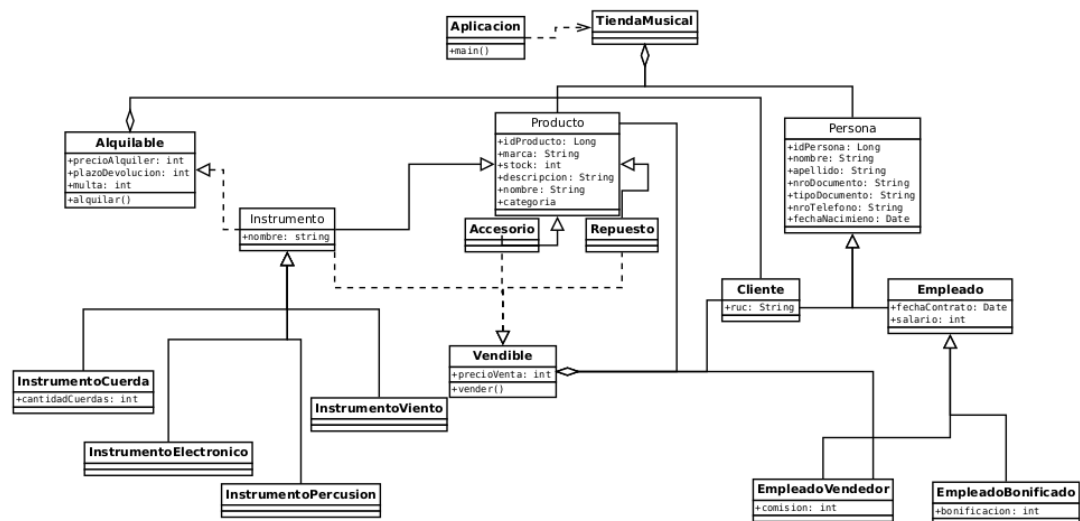 Aplicacion
+main()
TiendaMusical
Alquilable
+precioAlquiler: int
+plazoDevolucion: int
+multa: int
+alquilar()
Producto
+idProducto: Long
+marca: String
+stock: int
+descripcion: String
+nombre: String
+categoria
Persona
+idPersona: Long
+nombre: String
+apellido: String
+nroDocumento: String
+tipoDocumento: String
+nroTelefono: String
+fechaNacimieno: Date
Instrumento
+nombre: string
Accesorio
Repuesto
Cliente
+ruc: String
Empleado
+fechaContrato: Date
+salario: int
Vendible
+precioVenta: int
+vender()
InstrumentoCuerda
+cantidadCuerdas: int
InstrumentoViento
InstrumentoElectronico
InstrumentoPercusion
EmpleadoVendedor
+comision: int
EmpleadoBonificado
+bonificacion: int